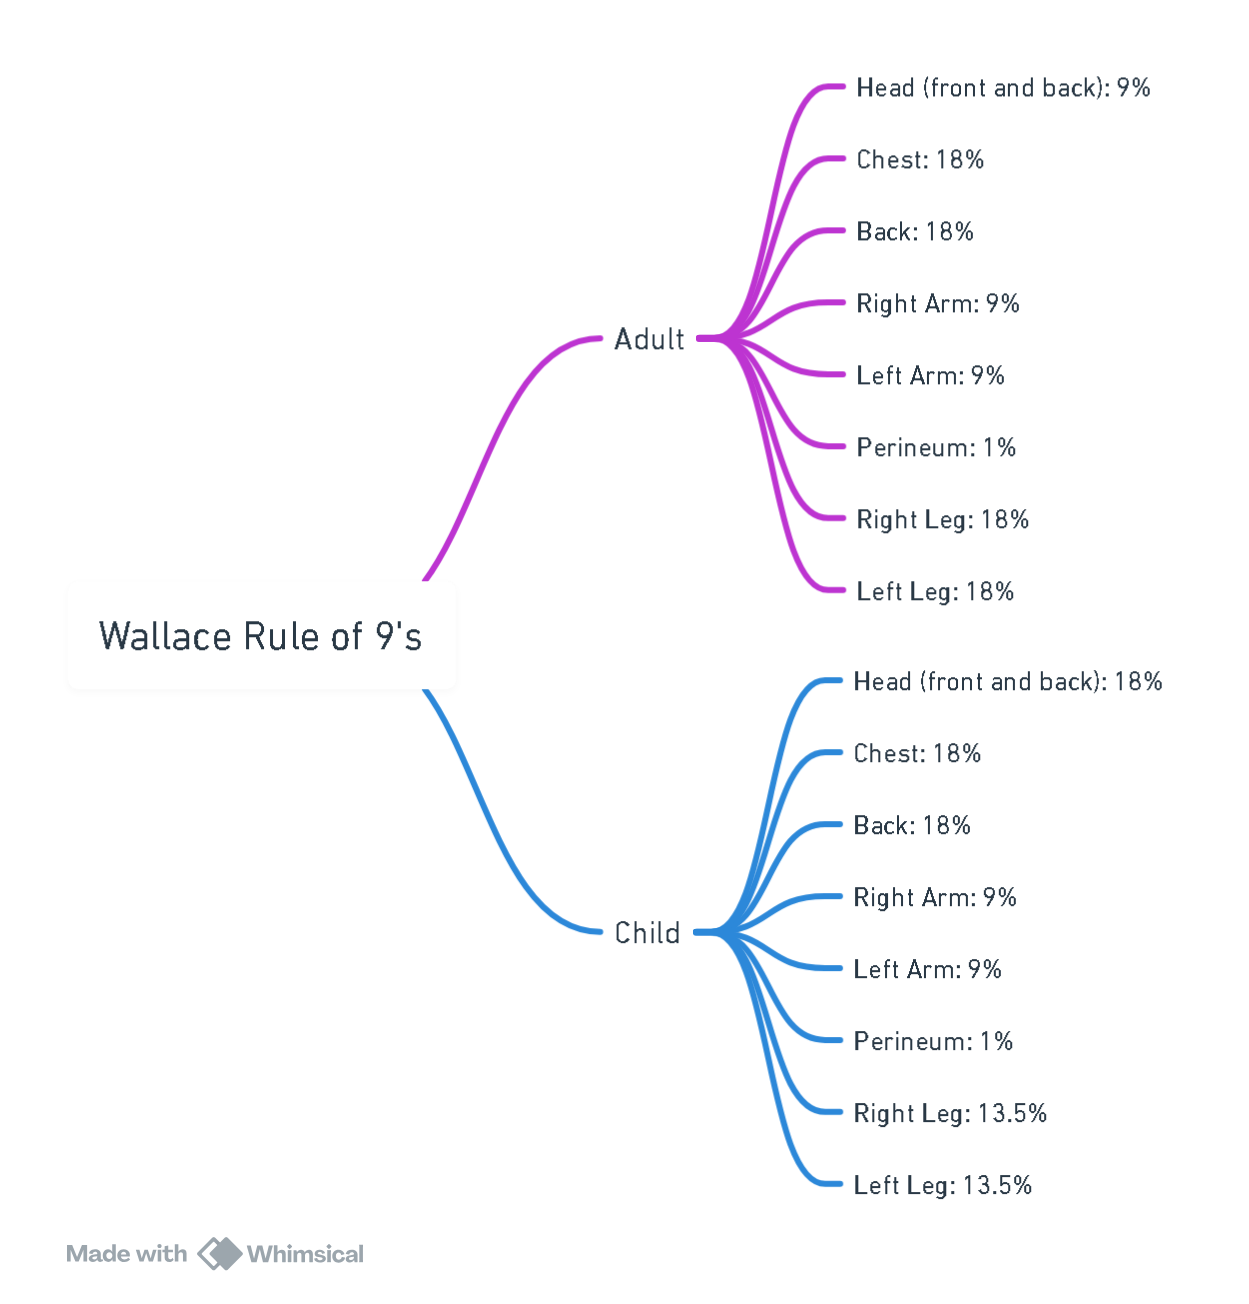 Wallace Rule of 9's
Adult
Head (front and back): 9%
Chest: 18%
Back: 18%
Right Arm: 9%
Left Arm: 9%
Perineum: 1%
Right Leg: 18%
Left Leg: 18%
Child
Head (front and back): 18%
Chest: 18%
Back: 18%
Right Arm: 9%
Left Arm: 9%
Perineum: 1%
Right Leg: 13.5%
Left Leg: 13.5%
Made with Whimsical